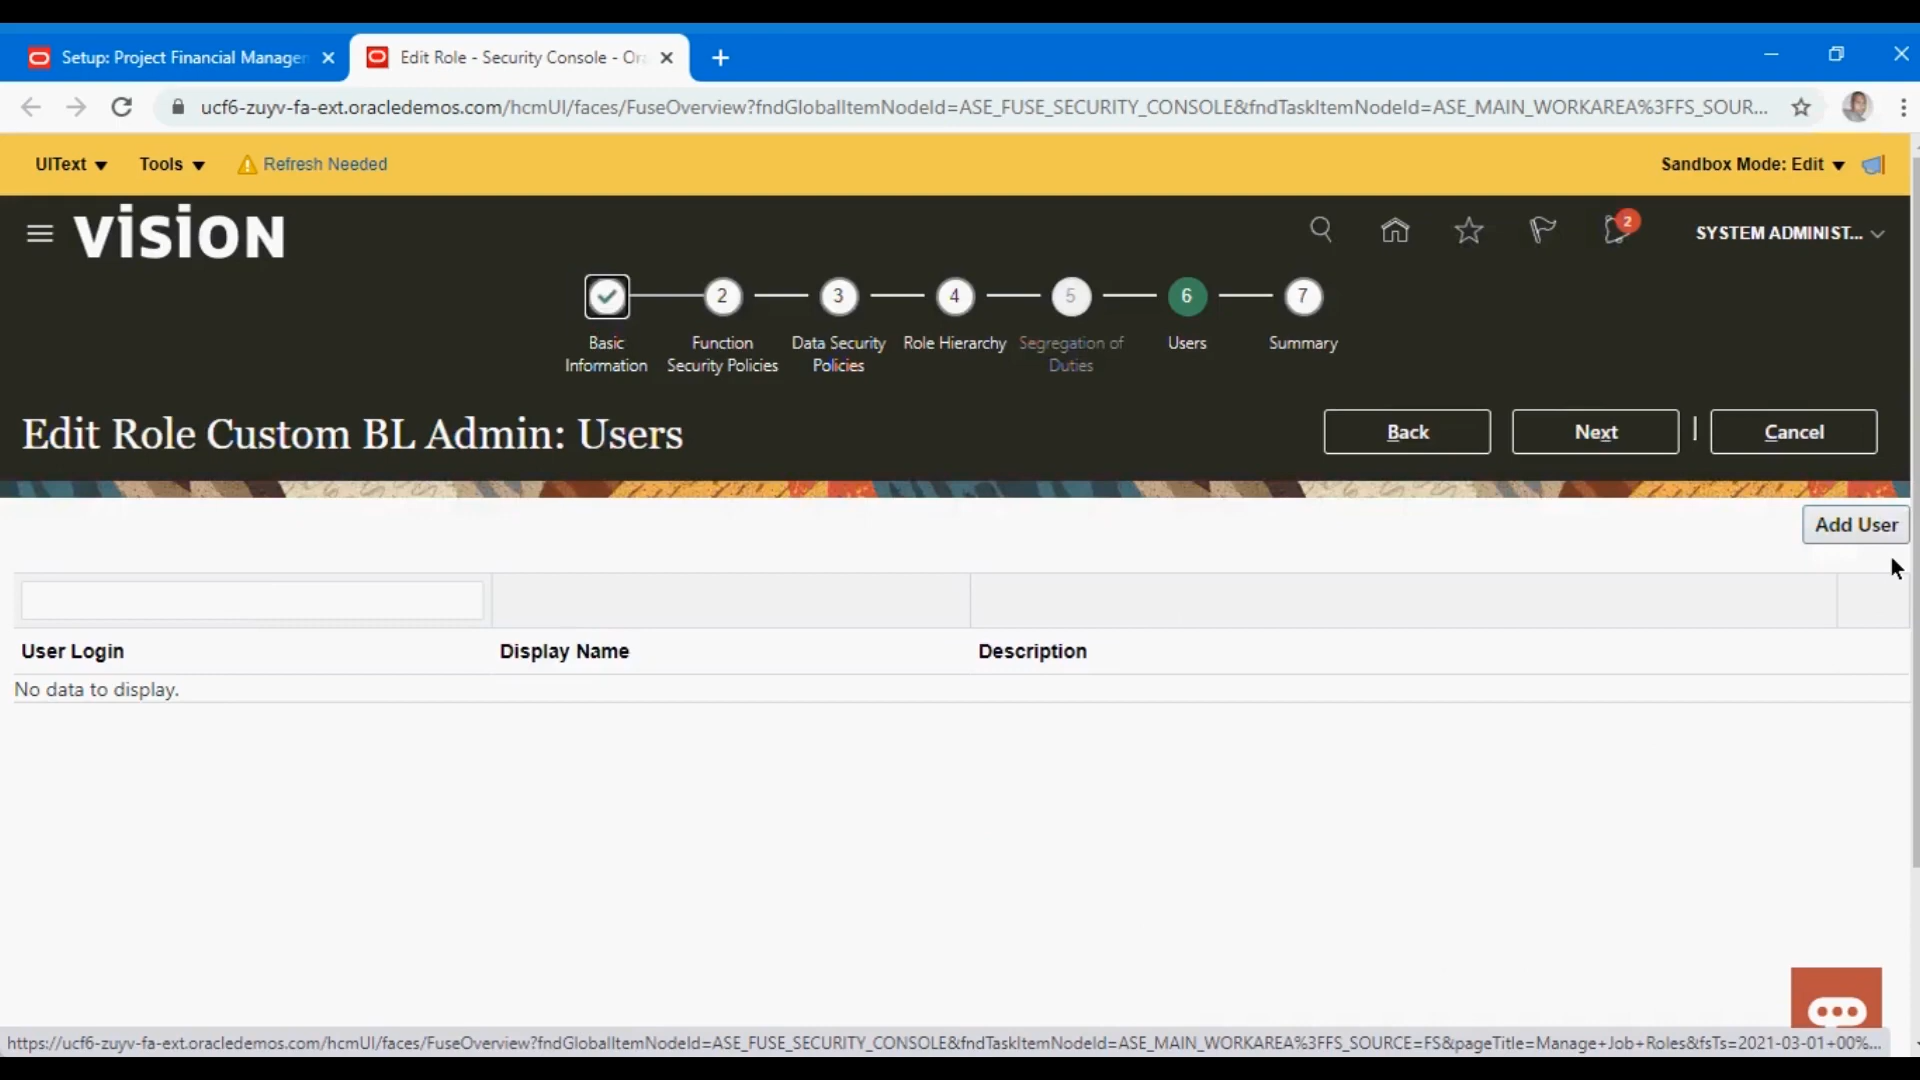 Setup: Project Financial Manager
Edit Role - Security Console - Ora
ucf6-zuyv-fa-ext.oracledemos.com/hcmUI/faces/FuseOverview?fndGlobalItemNodeId=ASE_FUSE_SECURITY_CONSOLE&fndTaskItemNodeId=ASE_MAIN_WORKAREA%3FFS_SOUR...
UIText Tools Refresh Needed Sandbox Mode: Edit
VISION
2
SYSTEM ADMINIST...
2 3 4 5 6 7
Basic Information
Function Security Policies
Data Security Policies
Role Hierarchy
Segregation of Duties
Users
Summary
Edit Role Custom BL Admin: Users
Back Next | Cancel
Add User
User Login Display Name Description
No data to display.
https://ucf6-zuyv-fa-ext.oracledemos.com/hcmUI/faces/FuseOverview?fndGlobalItemNodeId=ASE_FUSE_SECURITY_CONSOLE&fndTaskItemNodeId=ASE_MAIN_WORKAREA%3FFS_SOURCE=FS&pageTitle=Manage+Job+Roles&fsTs=2021-03-01+00%...